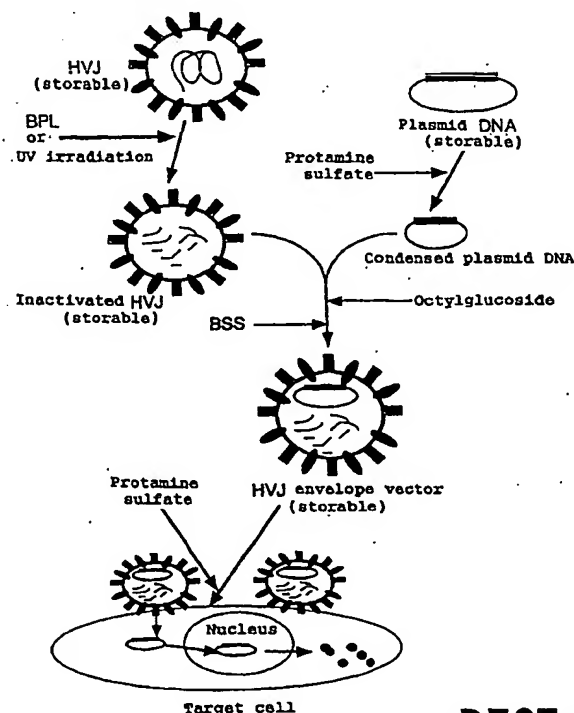 HVJ
(storable)
BPL
or
UV irradiation
Plasmid DNA
(storable)
Protamine
sulfate
Condensed plasmid DNA
Inactivated HVJ
(storable)
Octylglucoside
BSS
HVJ envelope vector
(storable)
Protamine
sulfate
Nucleus
Target cell